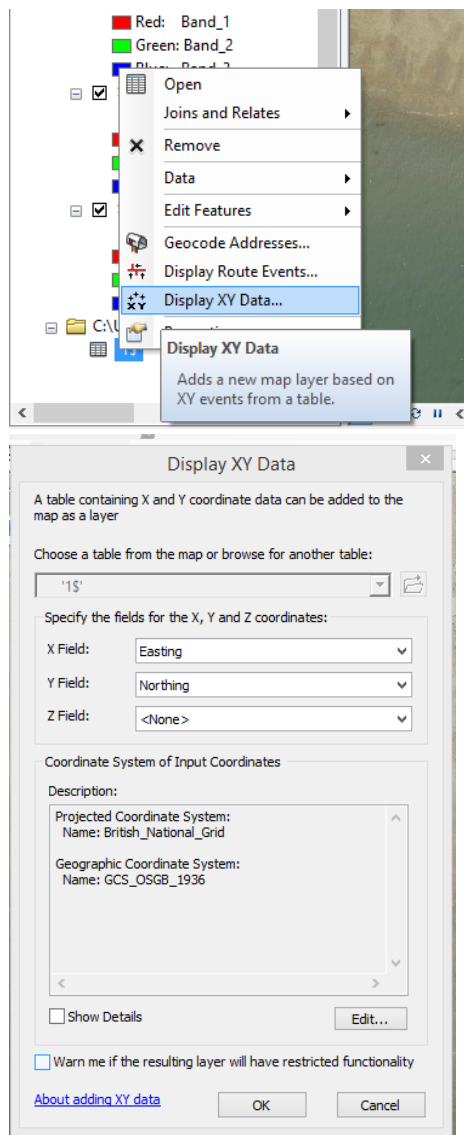 Red: Band_1
Green: Band_2
Open
Joins and Relates
Remove
Data
Edit Features
Geocode Addresses...
Display Route Events...
Display XY Data...
C:\
1$
Display XY Data
Adds a new map layer based on
XY events from a table.
Display XY Data
A table containing X and Y coordinate data can be added to the
map as a layer
Choose a table from the map or browse for another table:
'1$'
Specify the fields for the X, Y and Z coordinates:
X Field: Easting
Y Field: Northing
Z Field: <None>
Coordinate System of Input Coordinates
Description:
Projected Coordinate System:
Name: British_National_Grid
Geographic Coordinate System:
Name: GCS_OSGB_1936
Show Details
Edit...
Warn me if the resulting layer will have restricted functionality
About adding XY data
OK
Cancel